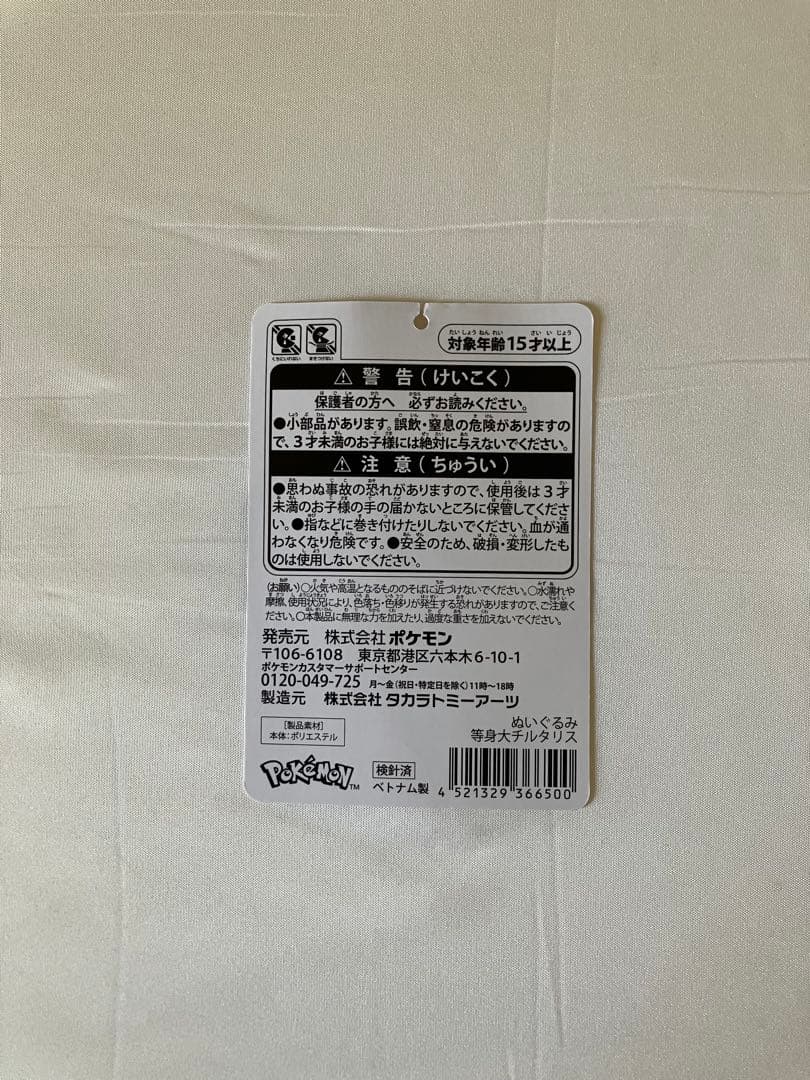 くちにいれない
まきつけない
対象年齢15才以上
⚠ 警告(けいこく)
保護者の方へ 必ずお読みください。
●小部品があります。誤飲・窒息の危険がありますの
で、3才未満のお子様には絶対に与えないでください。
⚠ 注意(ちゅうい)
●思わぬ事故の恐れがありますので、使用後は3才
未満のお子様の手の届かないところに保管してくださ
い。●指などに巻き付けたりしないでください。血が通
わなくなり危険です。●安全のため、破損・変形したも
のは使用しないでください。
(お願い)○火気や高温となるもののそばに近づけないでください。○水濡れや
摩擦、使用状況により、色落ち・色移りが発生する恐れがありますので、ご注意く
ださい。○本製品に無理な力を加えたり、過度な重さを加えないでください。
発売元 株式会社ポケモン
〒106-6108 東京都港区六本木6-10-1
ポケモンカスタマーサポートセンター
0120-049-725 月～金(祝日・特定日を除く)11時～18時
製造元 株式会社 タカラトミーアーツ
[製品素材]
本体:ポリエステル
ぬいぐるみ
等身大チルタリス
POKéMON™
検針済
ベトナム製
4 521329 366500